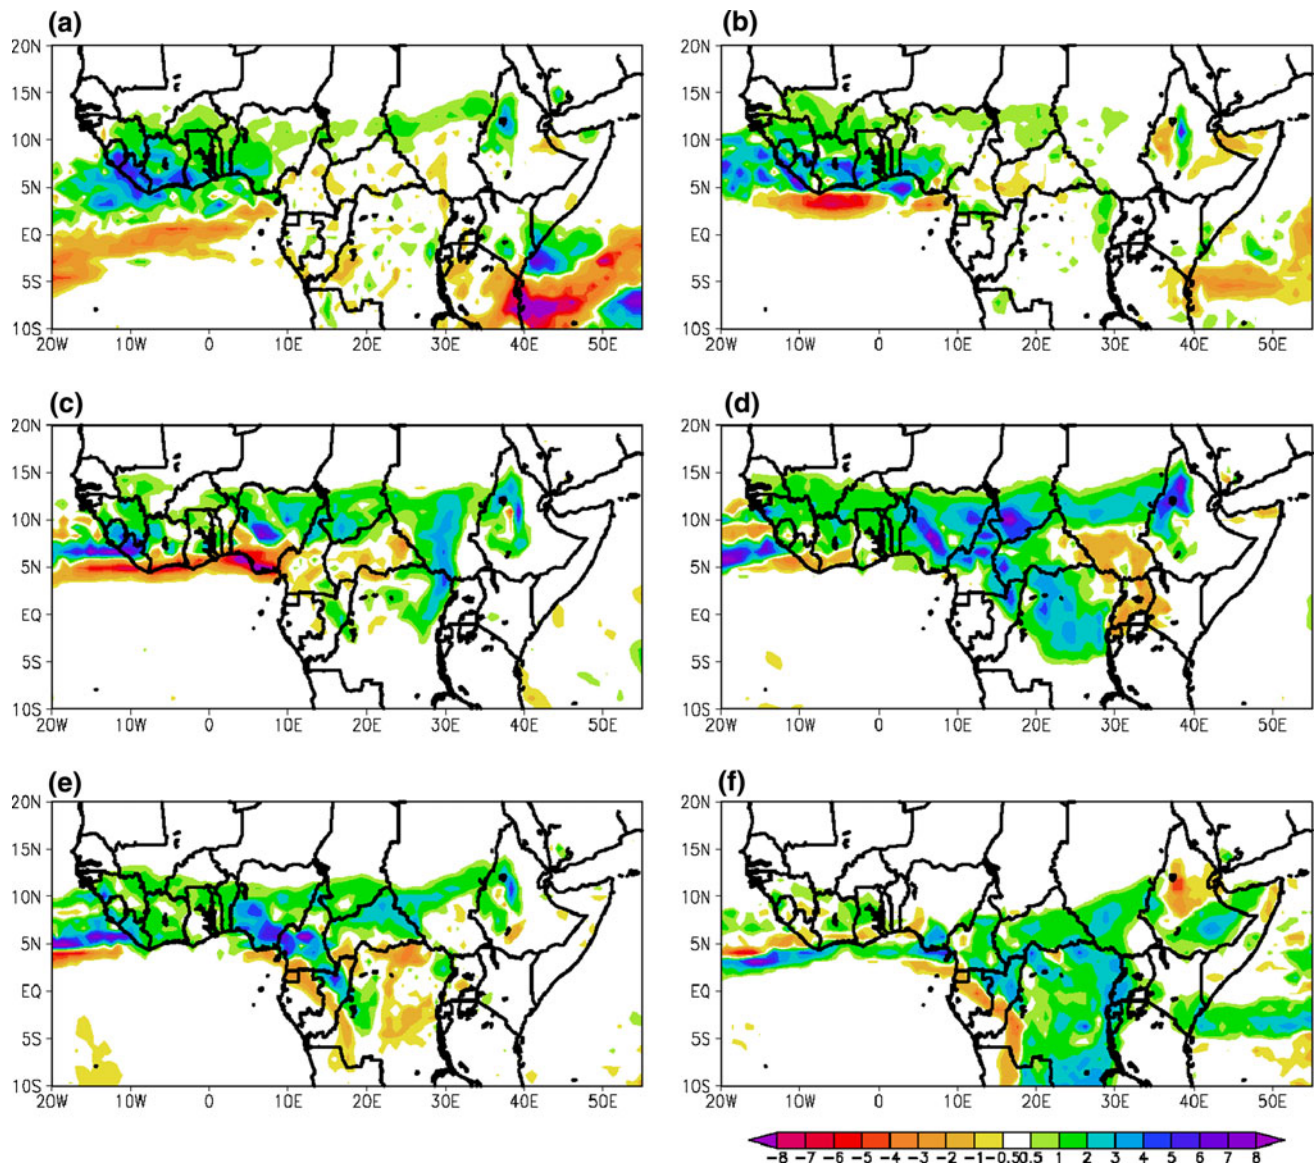 (a) (b)
20N 20N
15N 15N
10N 10N
5N 5N
EQ EQ
5S 5S
10S 10S
20W 10W 0 10E 20E 30E 40E 50E 20W 10W 0 10E 20E 30E 40E 50E
(c) (d)
20N 20N
15N 15N
10N 10N
5N 5N
EQ EQ
5S 5S
10S 10S
20W 10W 0 10E 20E 30E 40E 50E 20W 10W 0 10E 20E 30E 40E 50E
(e) (f)
20N 20N
15N 15N
10N 10N
5N 5N
EQ EQ
5S 5S
10S 10S
20W 10W 0 10E 20E 30E 40E 50E 20W 10W 0 10E 20E 30E 40E 50E
-8 -7 -6 -5 -4 -3 -2 -1 -0.5 0.5 1 2 3 4 5 6 7 8